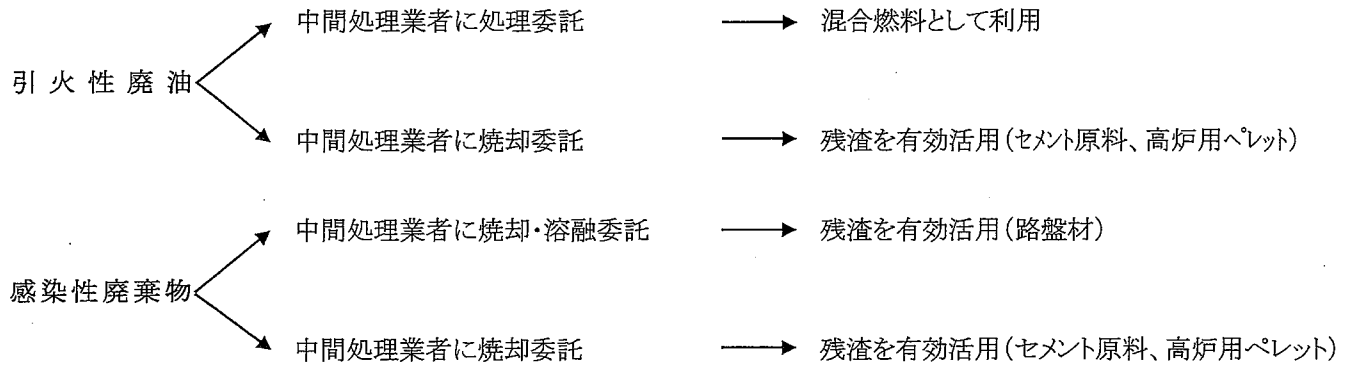 中間処理業者に処理委託 → 混合燃料として利用
引火性廃油
中間処理業者に焼却委託 → 残渣を有効活用(セメント原料、高炉用ペレット)
中間処理業者に焼却・溶融委託 → 残渣を有効活用(路盤材)
感染性廃棄物
中間処理業者に焼却委託 → 残渣を有効活用(セメント原料、高炉用ペレット)